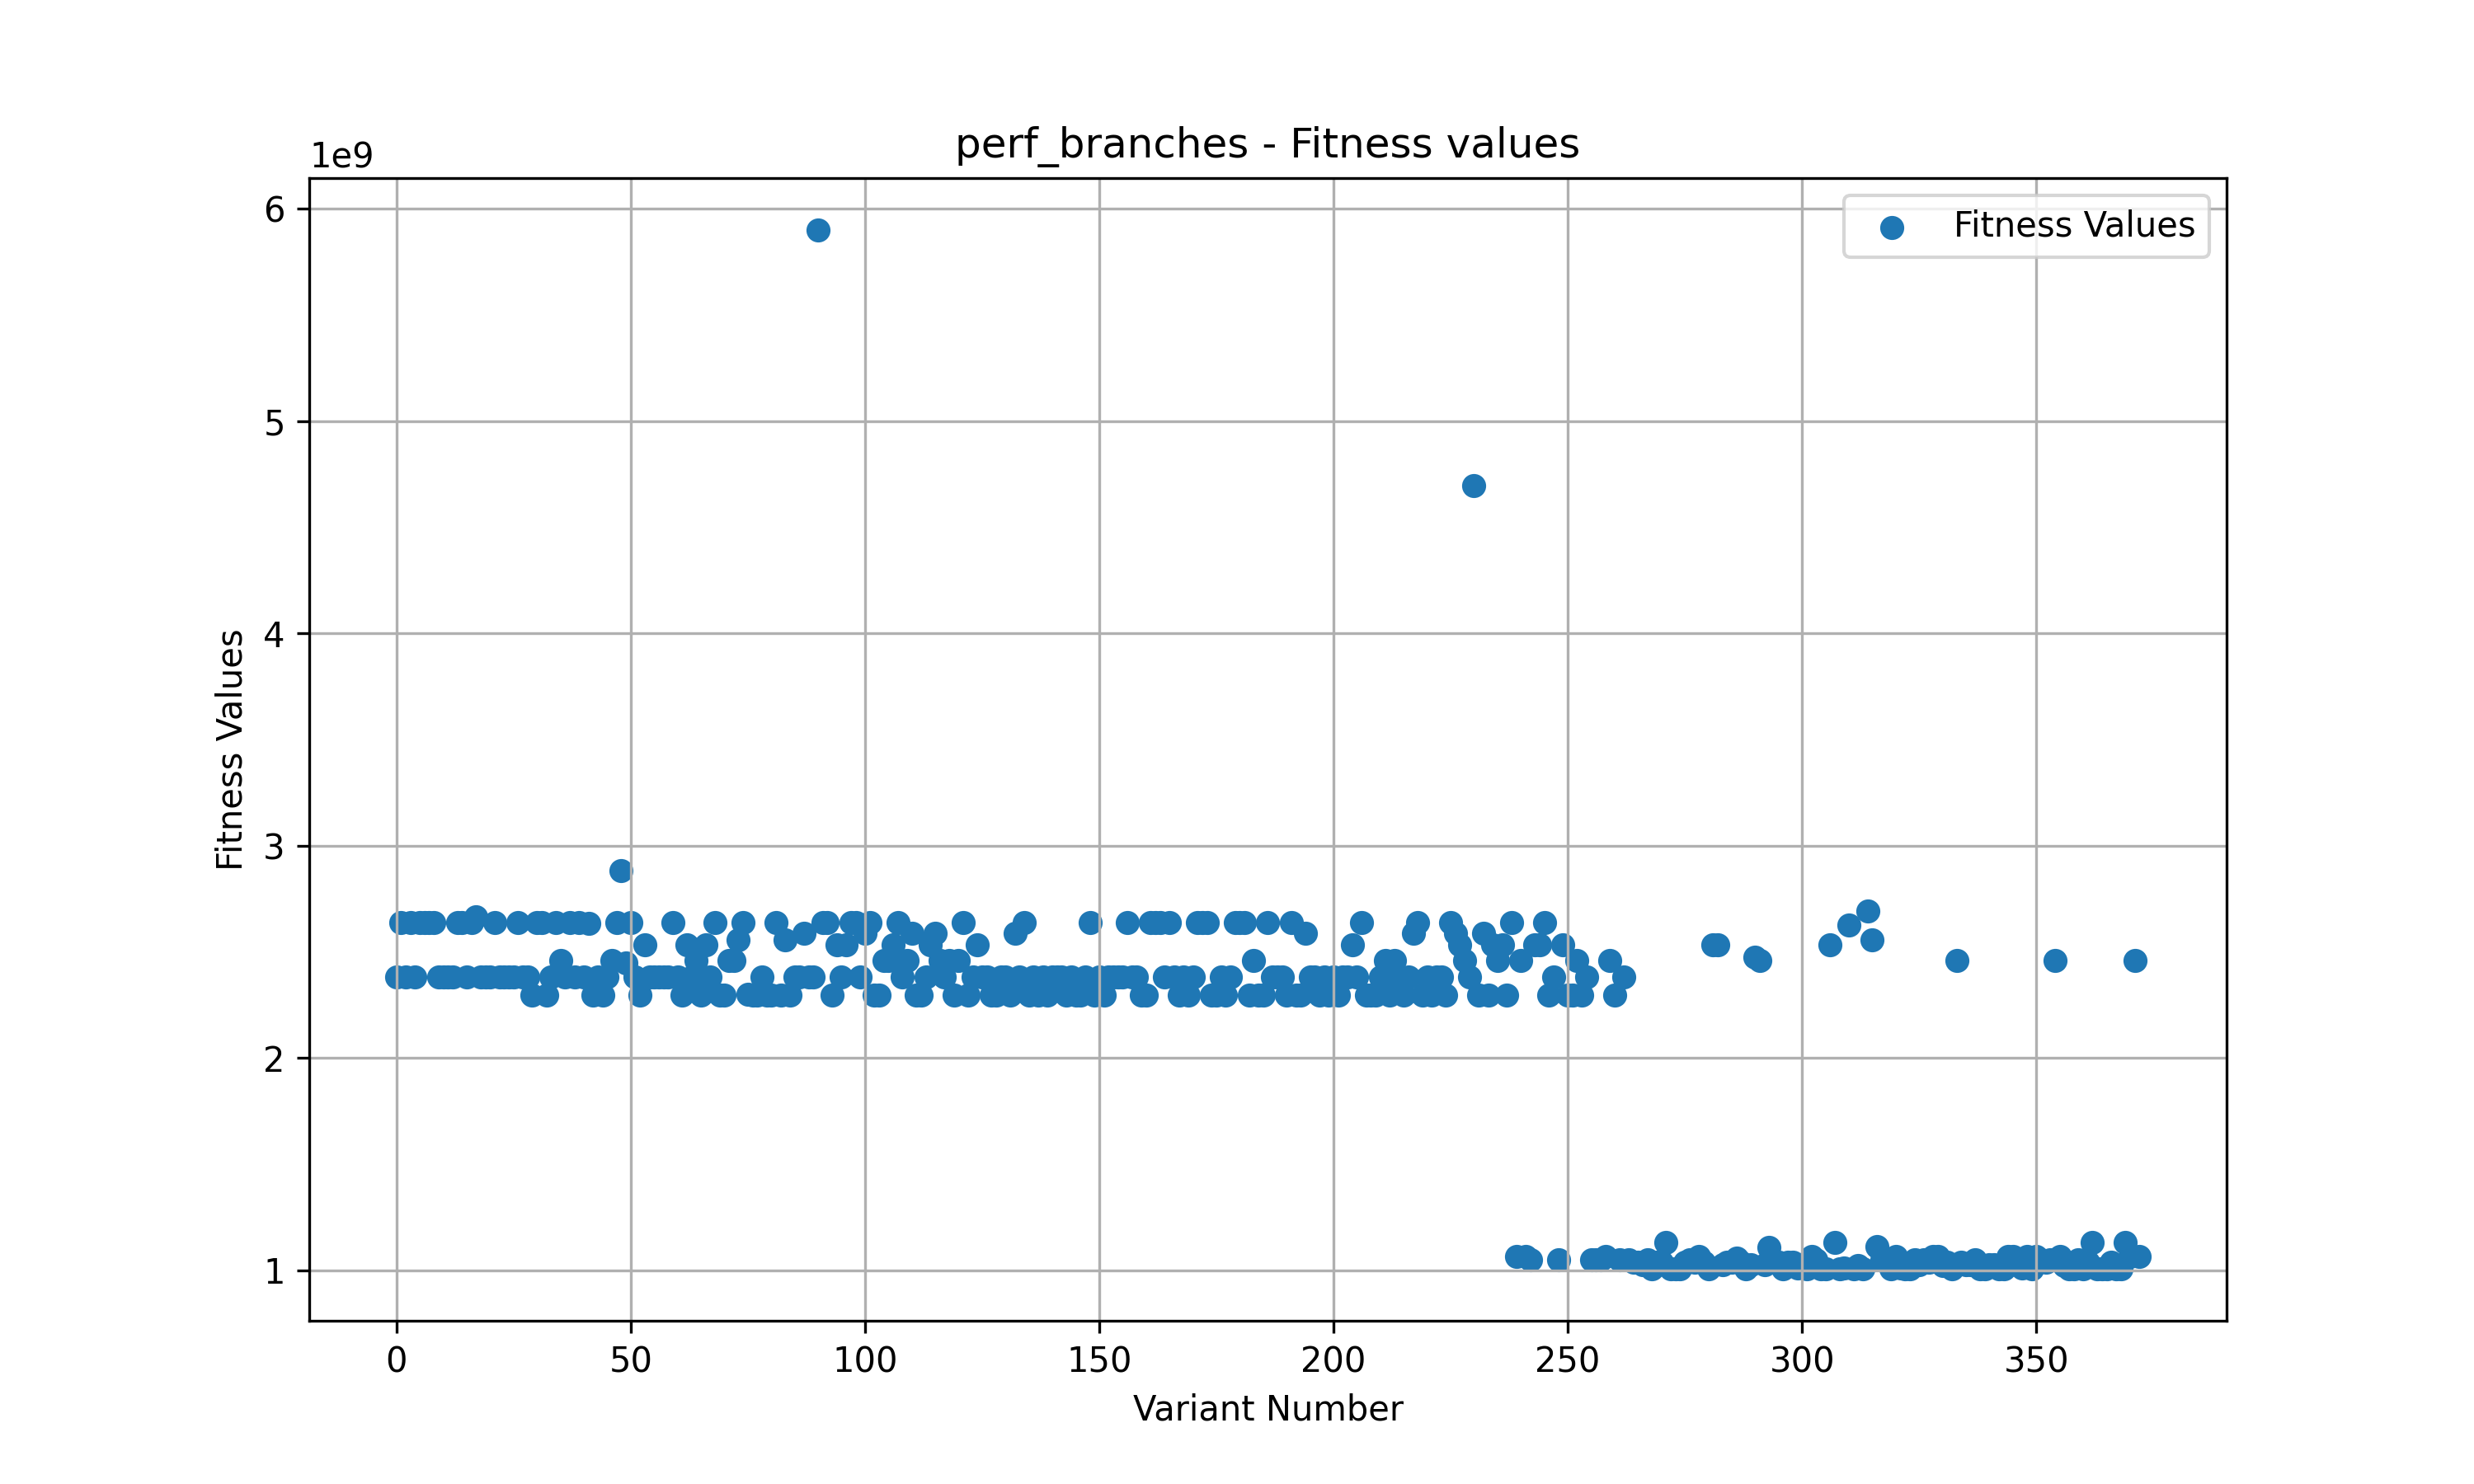 perf_branches - Fitness values
1e9
Fitness Values
6
5
4
3
2
1
Fitness Values
0 50 100 150 200 250 300 350
Variant Number